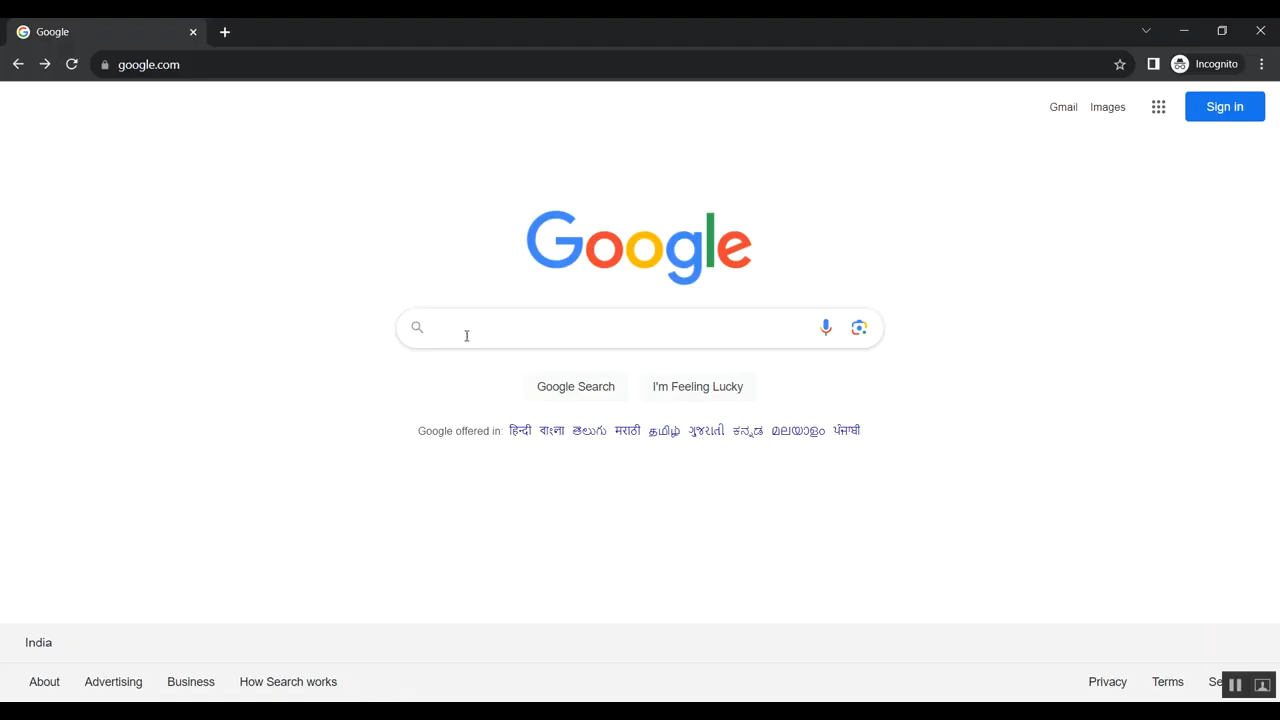 Google
google.com
Incognito
Gmail Images Sign in
Google
Google Search I'm Feeling Lucky
Google offered in: हिन्दी বাংলা తెలుగు मराठी தமிழ் ગુજરાતી ಕನ್ನಡ മലയാളം ਪੰਜਾਬੀ
India
About Advertising Business How Search works Privacy Terms Se